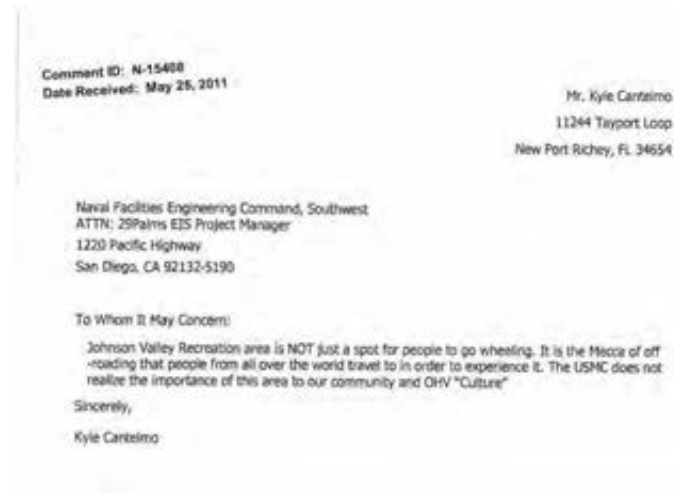 Comment ID: N-15408
Date Received: May 25, 2011
Mr. Kyle Cantelmo
11244 Tayport Loop
New Port Richey, FL 34654
Naval Facilities Engineering Command, Southwest
ATTN: 29Palms EIS Project Manager
1220 Pacific Highway
San Diego, CA 92132-5190
To Whom It May Concern:
Johnson Valley Recreation area is NOT just a spot for people to go wheeling. It is the Mecca of off
-roading that people from all over the world travel to in order to experience it. The USMC does not
realize the importance of this area to our community and OHV "Culture"
Sincerely,
Kyle Cantelmo